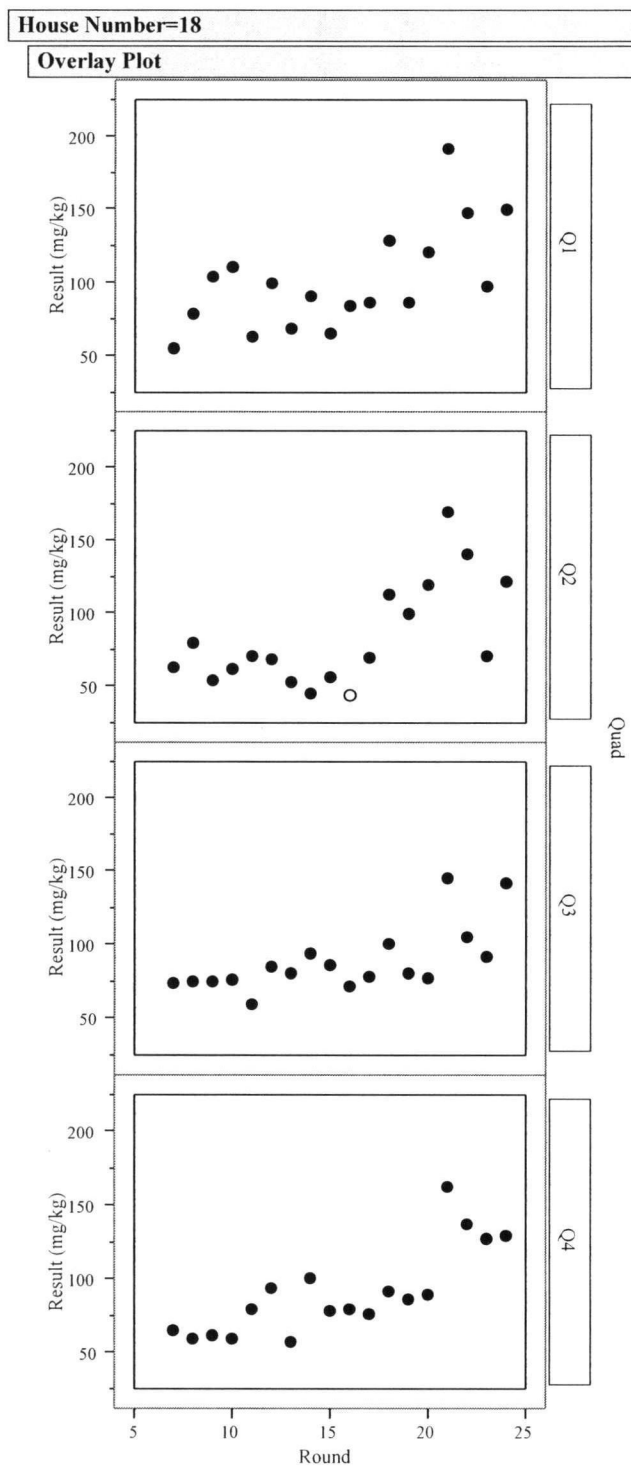 House Number=18
Overlay Plot
200
150
100
50
Result (mg/kg)
Q1
200
150
100
50
Result (mg/kg)
Q2
Quad
200
150
100
50
Result (mg/kg)
Q3
200
150
100
50
Result (mg/kg)
Q4
5 10 15 20 25
Round